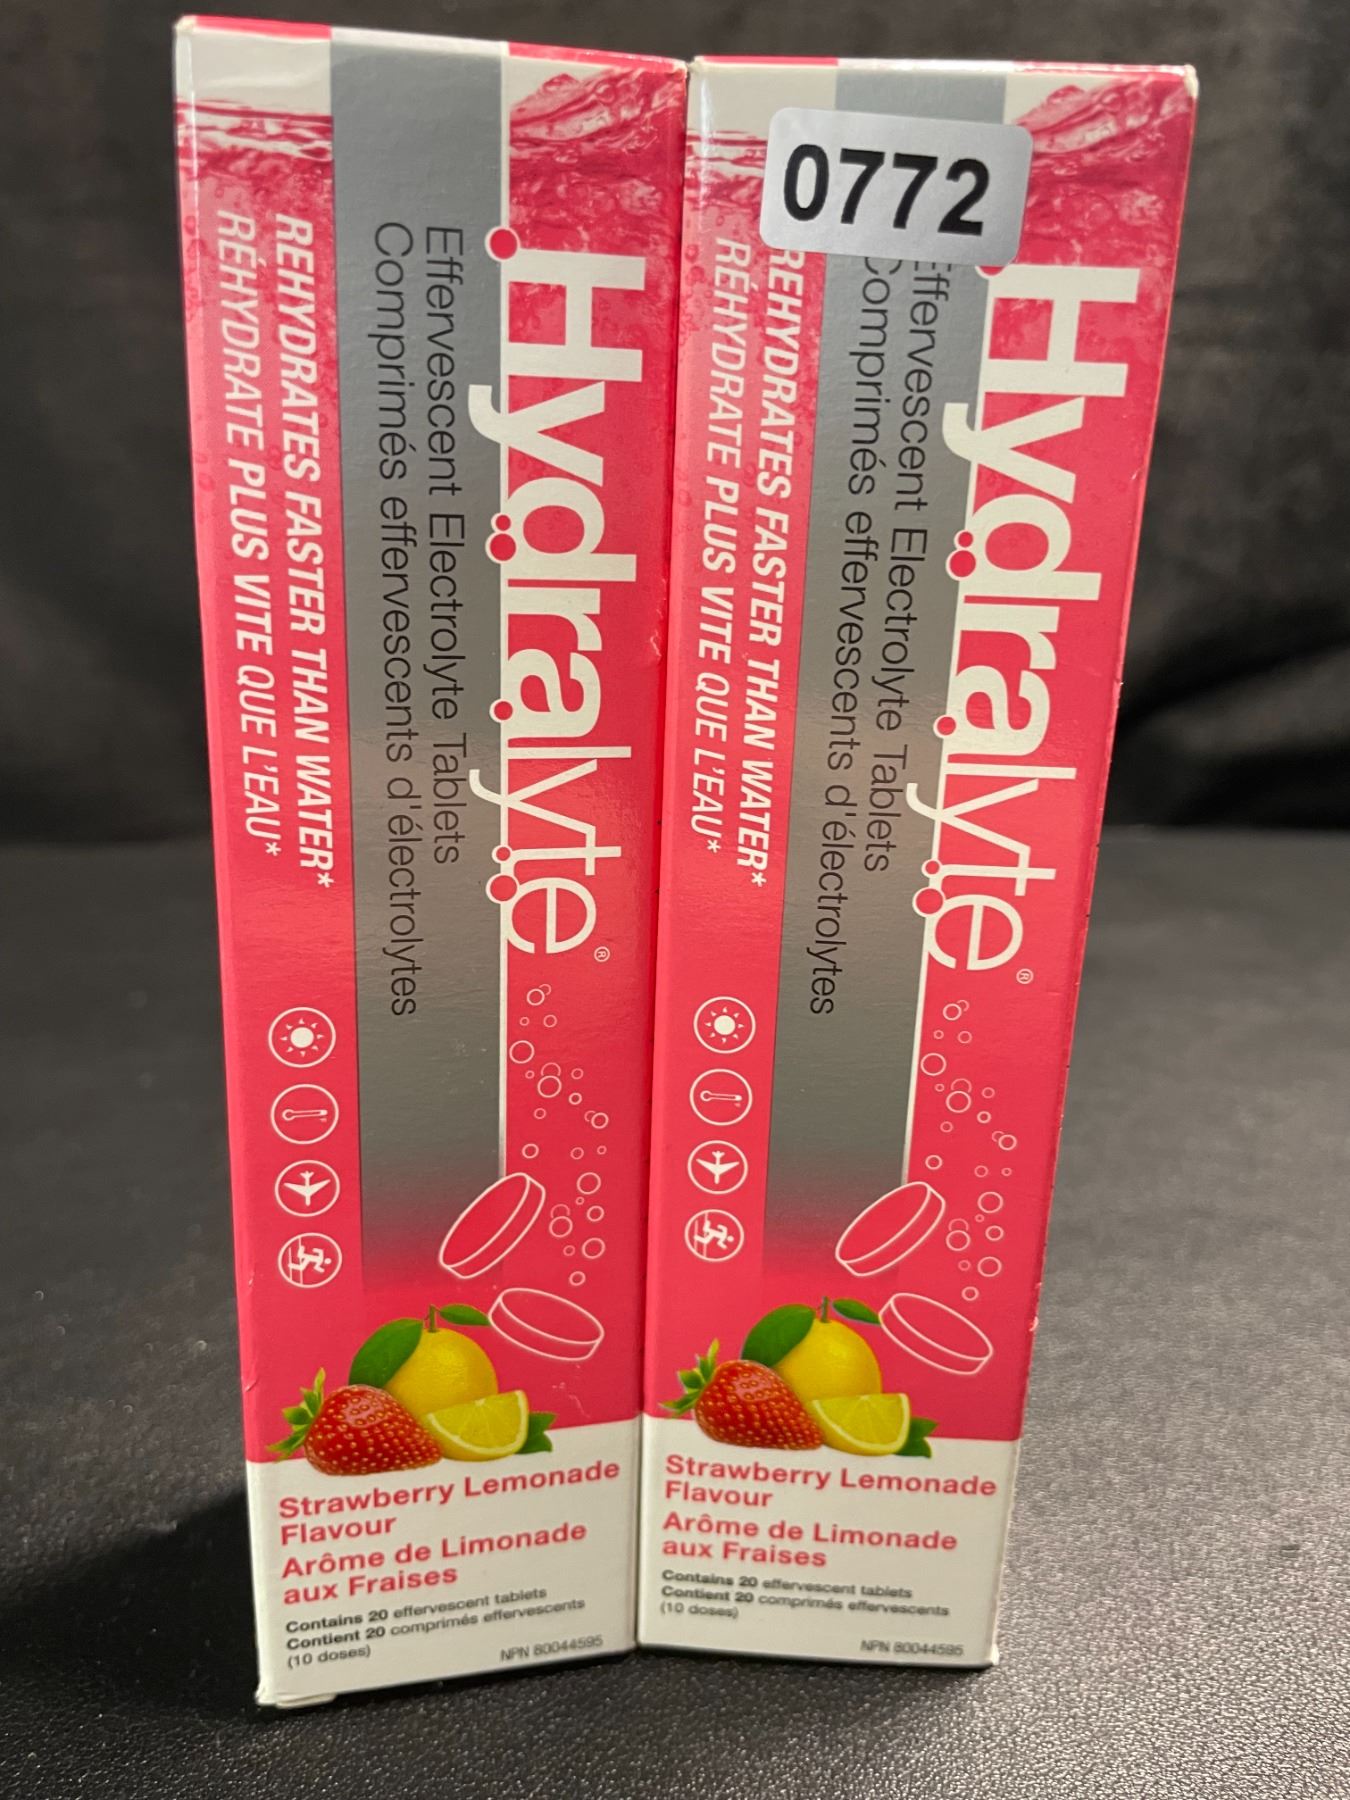 Hydralyte®
Effervescent Electrolyte Tablets
Comprimés effervescents d'électrolytes
REHYDRATES FASTER THAN WATER*
RÉHYDRATE PLUS VITE QUE L'EAU*
Strawberry Lemonade
Flavour
Arôme de Limonade
aux Fraises
Contains 20 effervescent tablets
Contient 20 comprimés effervescents
(10 doses)
NPN 80044595
0772
Hydralyte®
Effervescent Electrolyte Tablets
Comprimés effervescents d'électrolytes
REHYDRATES FASTER THAN WATER*
RÉHYDRATE PLUS VITE QUE L'EAU*
Strawberry Lemonade
Flavour
Arôme de Limonade
aux Fraises
Contains 20 effervescent tablets
Contient 20 comprimés effervescents
(10 doses)
NPN 80044595